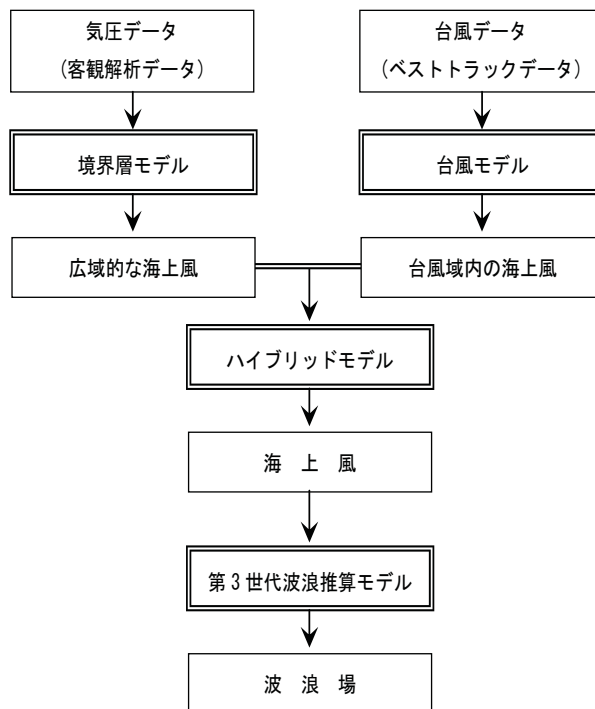 気圧データ
(客観解析データ)
台風データ
(ベストトラックデータ)
境界層モデル
台風モデル
広域的な海上風
台風域内の海上風
ハイブリッドモデル
海　上　風
第３世代波浪推算モデル
波　浪　場